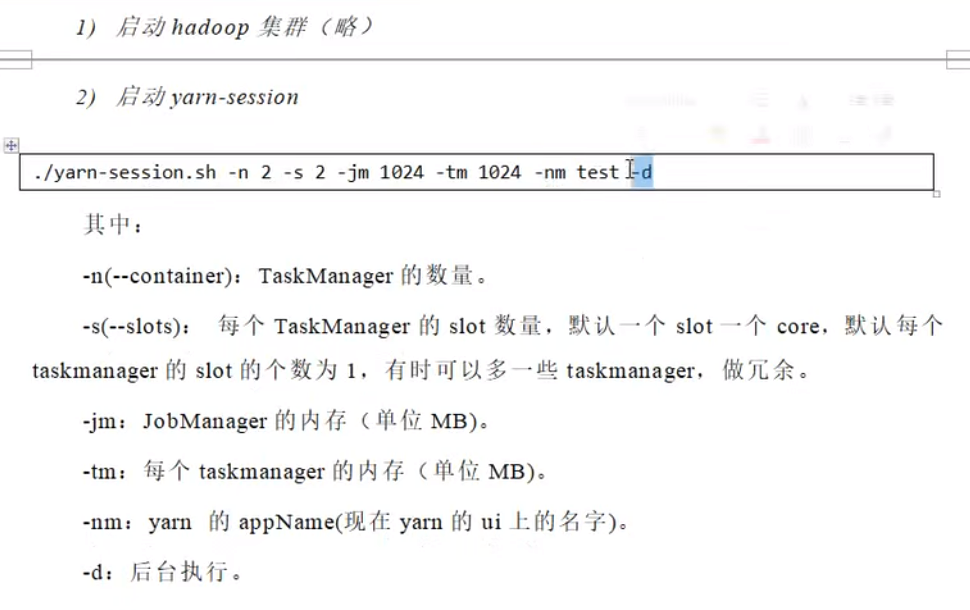 1) 启动 hadoop 集群（略）
2) 启动 yarn-session
./yarn-session.sh -n 2 -s 2 -jm 1024 -tm 1024 -nm test -d
其中：
-n(--container)：TaskManager 的数量。
-s(--slots)： 每个 TaskManager 的 slot 数量，默认一个 slot 一个 core，默认每个
taskmanager 的 slot 的个数为 1，有时可以多一些 taskmanager，做冗余。
-jm：JobManager 的内存（单位 MB)。
-tm：每个 taskmanager 的内存（单位 MB)。
-nm：yarn 的 appName(现在 yarn 的 ui 上的名字)。
-d：后台执行。